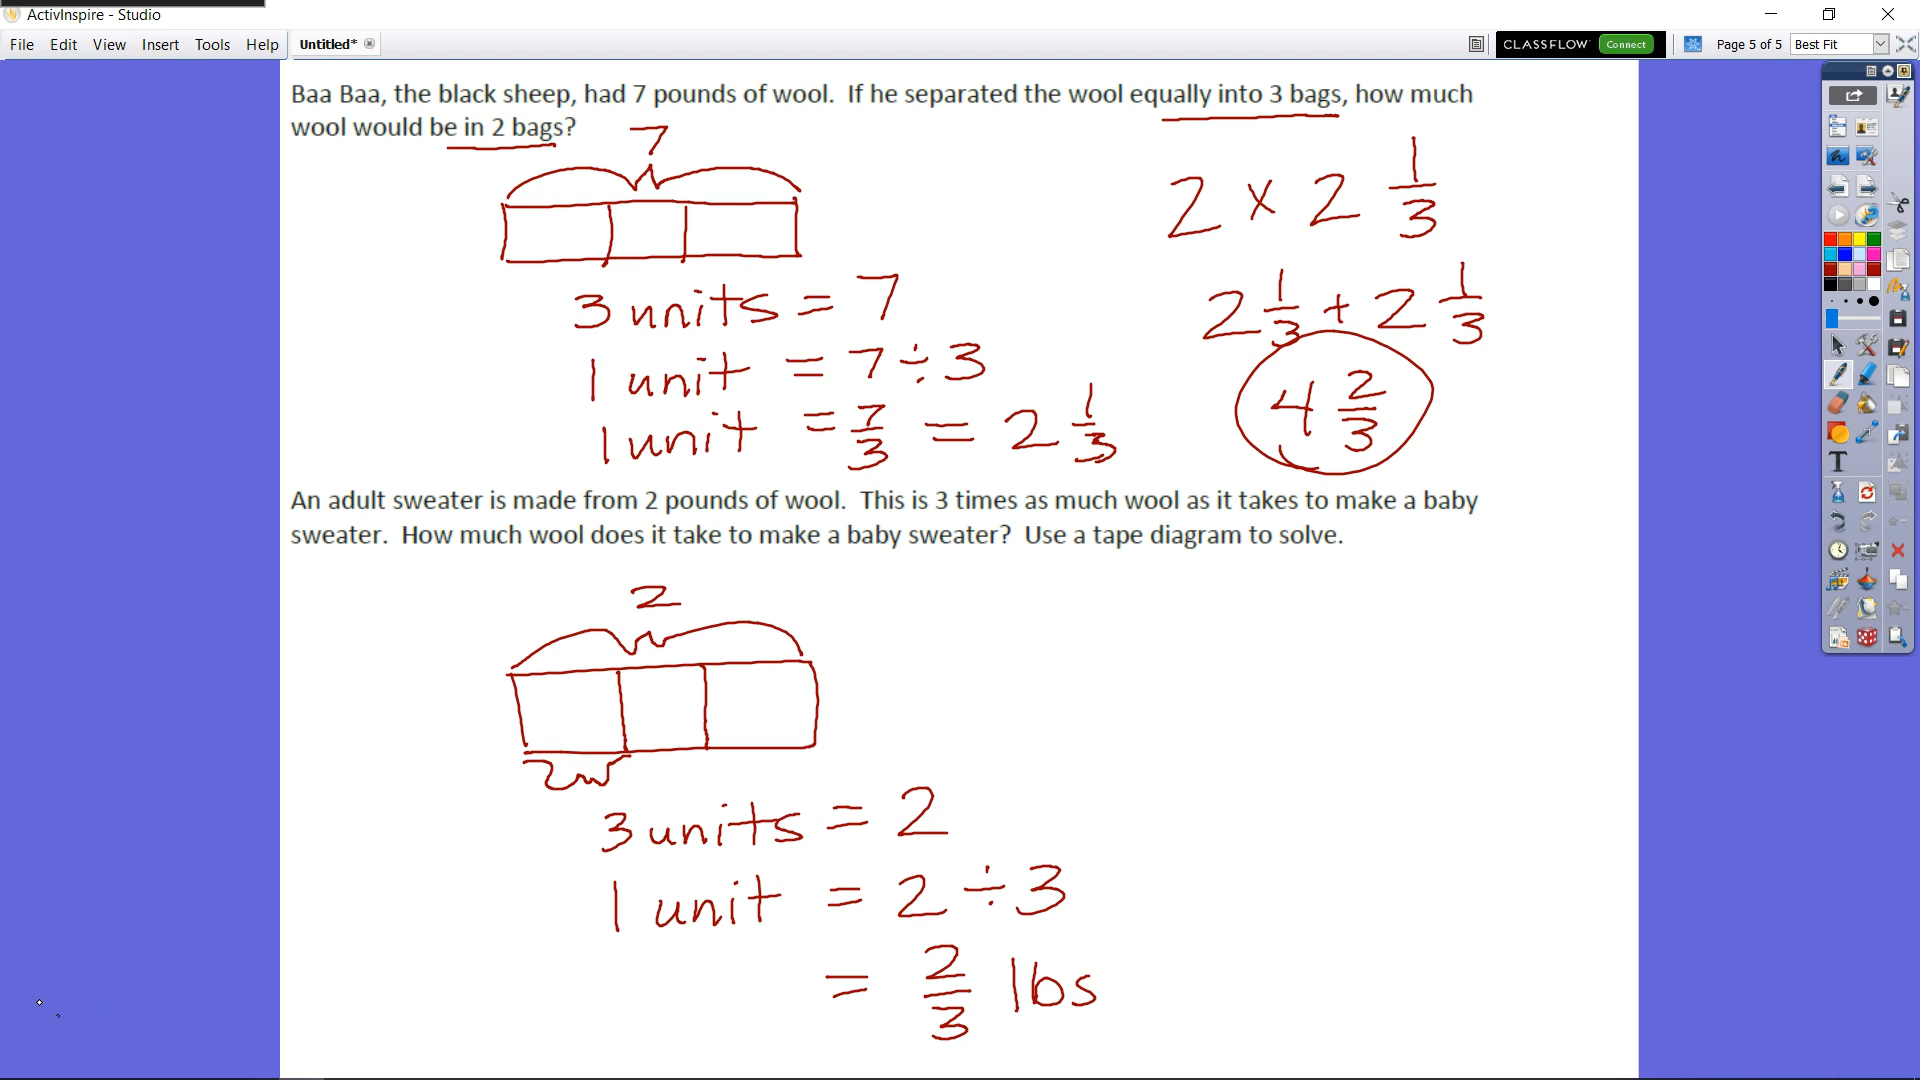 ActivInspire - Studio
File Edit View Insert Tools Help Untitled* CLASSFLOW Connect Page 5 of 5 Best Fit
Baa Baa, the black sheep, had 7 pounds of wool. If he separated the wool equally into 3 bags, how much
wool would be in 2 bags?
7
2 × 2 1/3
3 units = 7
2 1/3 + 2 1/3
1 unit = 7 ÷ 3
1 unit = 7/3 = 2 1/3
4 2/3
An adult sweater is made from 2 pounds of wool. This is 3 times as much wool as it takes to make a baby
sweater. How much wool does it take to make a baby sweater? Use a tape diagram to solve.
2
3 units = 2
1 unit = 2 ÷ 3
= 2/3 lbs